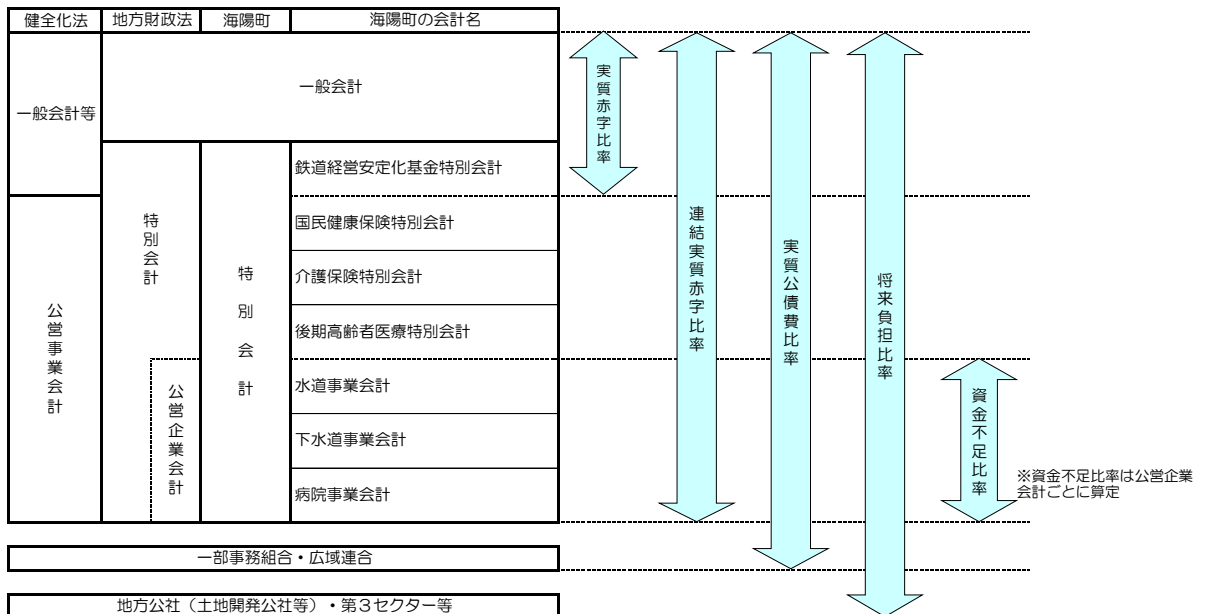 健全化法 地方財政法 海陽町 海陽町の会計名
一般会計等
一般会計
特別会計
特別会計
鉄道経営安定化基金特別会計
公営事業会計
国民健康保険特別会計
介護保険特別会計
後期高齢者医療特別会計
公営企業会計
水道事業会計
下水道事業会計
病院事業会計
一部事務組合・広域連合
地方公社（土地開発公社等）・第３セクター等
実質赤字比率
連結実質赤字比率
実質公債費比率
将来負担比率
資金不足比率
※資金不足比率は公営企業
会計ごとに算定